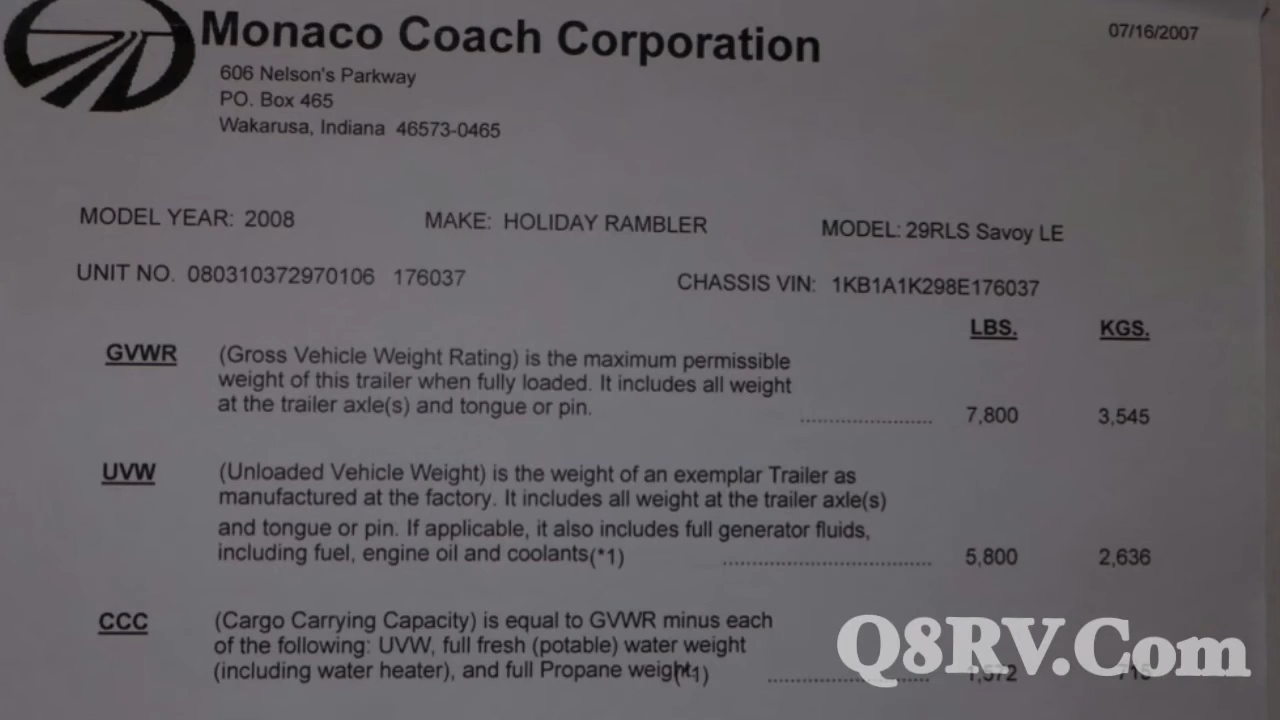 Monaco Coach Corporation
07/16/2007
606 Nelson's Parkway
PO. Box 465
Wakarusa, Indiana 46573-0465
MODEL YEAR: 2008 MAKE: HOLIDAY RAMBLER MODEL: 29RLS Savoy LE
UNIT NO. 080310372970106 176037 CHASSIS VIN: 1KB1A1K298E176037
LBS. KGS.
GVWR (Gross Vehicle Weight Rating) is the maximum permissible
weight of this trailer when fully loaded. It includes all weight
at the trailer axle(s) and tongue or pin. .......................... 7,800 3,545
UVW (Unloaded Vehicle Weight) is the weight of an exemplar Trailer as
manufactured at the factory. It includes all weight at the trailer axle(s)
and tongue or pin. If applicable, it also includes full generator fluids,
including fuel, engine oil and coolants(*1) .......................... 5,800 2,636
CCC (Cargo Carrying Capacity) is equal to GVWR minus each
of the following: UVW, full fresh (potable) water weight
(including water heater), and full Propane weight(*1) .......................... 1,572
Q8RV.Com